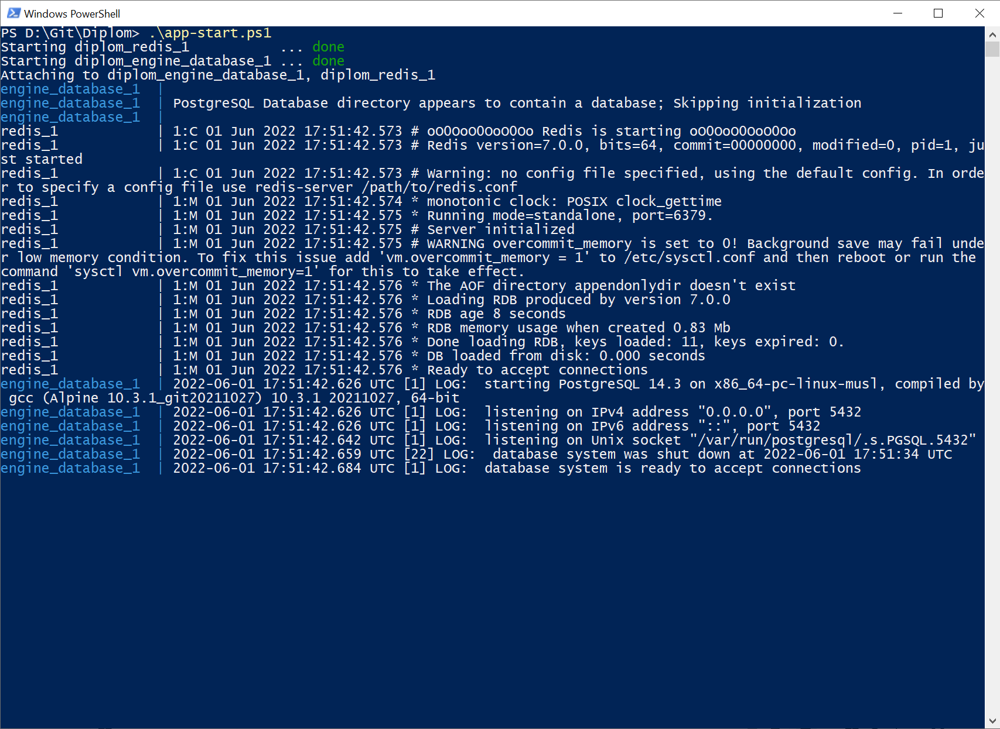 Windows PowerShell
PS D:\Git\Diplom> .\app-start.ps1
Starting diplom_redis_1           ... done
Starting diplom_engine_database_1 ... done
Attaching to diplom_engine_database_1, diplom_redis_1
engine_database_1  |
engine_database_1  | PostgreSQL Database directory appears to contain a database; Skipping initialization
engine_database_1  |
redis_1            | 1:C 01 Jun 2022 17:51:42.573 # oO0OoO0OoO0Oo Redis is starting oO0OoO0OoO0Oo
redis_1            | 1:C 01 Jun 2022 17:51:42.573 # Redis version=7.0.0, bits=64, commit=00000000, modified=0, pid=1, ju
st started
redis_1            | 1:C 01 Jun 2022 17:51:42.573 # Warning: no config file specified, using the default config. In orde
r to specify a config file use redis-server /path/to/redis.conf
redis_1            | 1:M 01 Jun 2022 17:51:42.574 * monotonic clock: POSIX clock_gettime
redis_1            | 1:M 01 Jun 2022 17:51:42.575 * Running mode=standalone, port=6379.
redis_1            | 1:M 01 Jun 2022 17:51:42.575 # Server initialized
redis_1            | 1:M 01 Jun 2022 17:51:42.575 # WARNING overcommit_memory is set to 0! Background save may fail unde
r low memory condition. To fix this issue add 'vm.overcommit_memory = 1' to /etc/sysctl.conf and then reboot or run the
command 'sysctl vm.overcommit_memory=1' for this to take effect.
redis_1            | 1:M 01 Jun 2022 17:51:42.576 * The AOF directory appendonlydir doesn't exist
redis_1            | 1:M 01 Jun 2022 17:51:42.576 * Loading RDB produced by version 7.0.0
redis_1            | 1:M 01 Jun 2022 17:51:42.576 * RDB age 8 seconds
redis_1            | 1:M 01 Jun 2022 17:51:42.576 * RDB memory usage when created 0.83 Mb
redis_1            | 1:M 01 Jun 2022 17:51:42.576 * Done loading RDB, keys loaded: 11, keys expired: 0.
redis_1            | 1:M 01 Jun 2022 17:51:42.576 * DB loaded from disk: 0.000 seconds
redis_1            | 1:M 01 Jun 2022 17:51:42.576 * Ready to accept connections
engine_database_1  | 2022-06-01 17:51:42.626 UTC [1] LOG:  starting PostgreSQL 14.3 on x86_64-pc-linux-musl, compiled by
 gcc (Alpine 10.3.1_git20211027) 10.3.1 20211027, 64-bit
engine_database_1  | 2022-06-01 17:51:42.626 UTC [1] LOG:  listening on IPv4 address "0.0.0.0", port 5432
engine_database_1  | 2022-06-01 17:51:42.626 UTC [1] LOG:  listening on IPv6 address "::", port 5432
engine_database_1  | 2022-06-01 17:51:42.642 UTC [1] LOG:  listening on Unix socket "/var/run/postgresql/.s.PGSQL.5432"
engine_database_1  | 2022-06-01 17:51:42.659 UTC [22] LOG:  database system was shut down at 2022-06-01 17:51:34 UTC
engine_database_1  | 2022-06-01 17:51:42.684 UTC [1] LOG:  database system is ready to accept connections